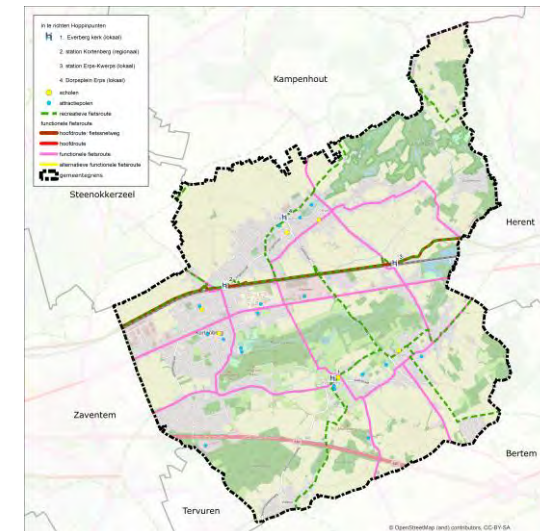 in te richten Hoppinpunten
H 1. Everberg kerk (lokaal)
2. station Kortenberg (regionaal)
3. station Erps-Kwerps (lokaal)
4. Dorpeplein Erps (lokaal)
scholen
attractiepolen
recreatieve fietsroute
functionele fietsroute
hoofdroute: fietsnelweg
hoofdroute
functionele fietsroute
alternatieve functionele fietsroute
gemeentegrens
Kampenhout
Steenokkerzeel
Herent
Zaventem
Bertem
Tervuren
© OpenStreetMap (and) contributors, CC-BY-SA